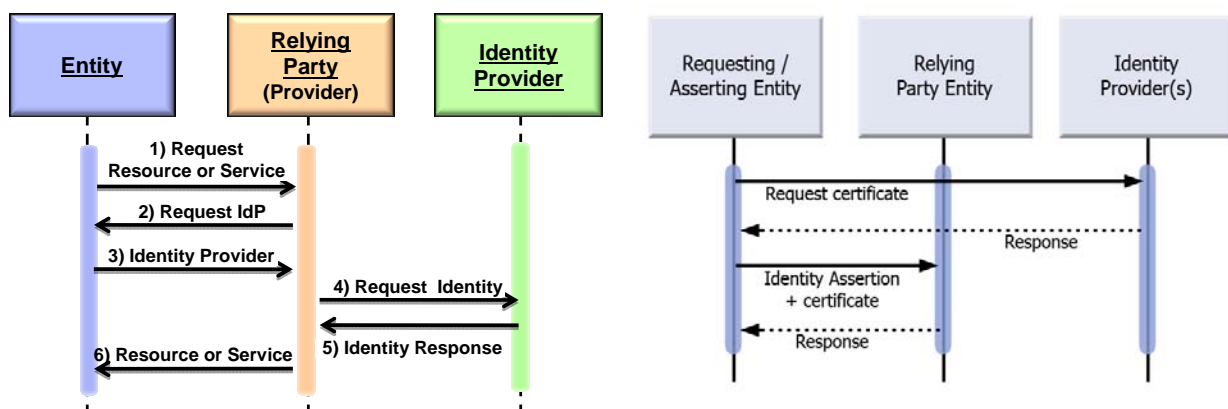 Entity
Relying
Party
(Provider)
Identity
Provider
1) Request
Resource or Service
2) Request IdP
3) Identity Provider
4) Request Identity
5) Identity Response
6) Resource or Service
Requesting /
Asserting Entity
Relying
Party Entity
Identity
Provider(s)
Request certificate
Response
Identity Assertion
+ certificate
Response